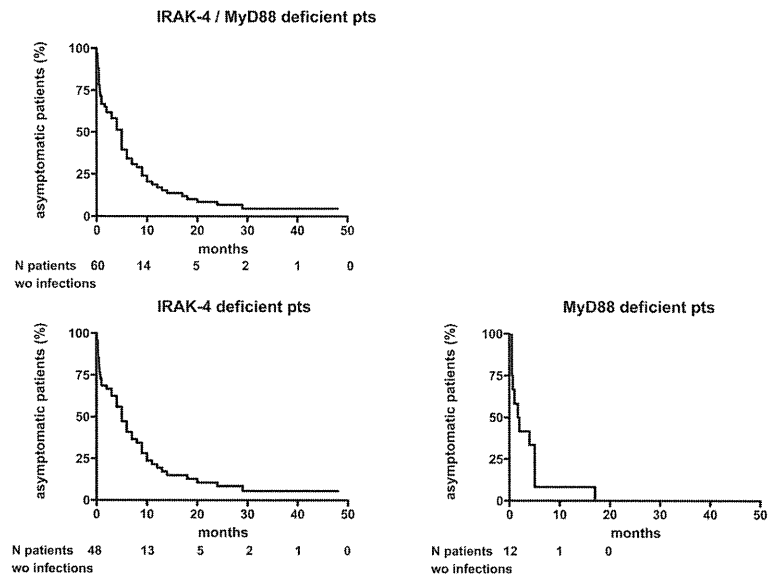 IRAK-4 / MyD88 deficient pts
asymptomatic patients (%)
100
75
50
25
0
0 10 20 30 40 50
months
N patients 60 14 5 2 1 0
wo infections
IRAK-4 deficient pts
asymptomatic patients (%)
100
75
50
25
0
0 10 20 30 40 50
months
N patients 48 13 5 2 1 0
wo infections
MyD88 deficient pts
asymptomatic patients (%)
100
75
50
25
0
0 10 20 30 40 50
months
N patients 12 1 0
wo infections